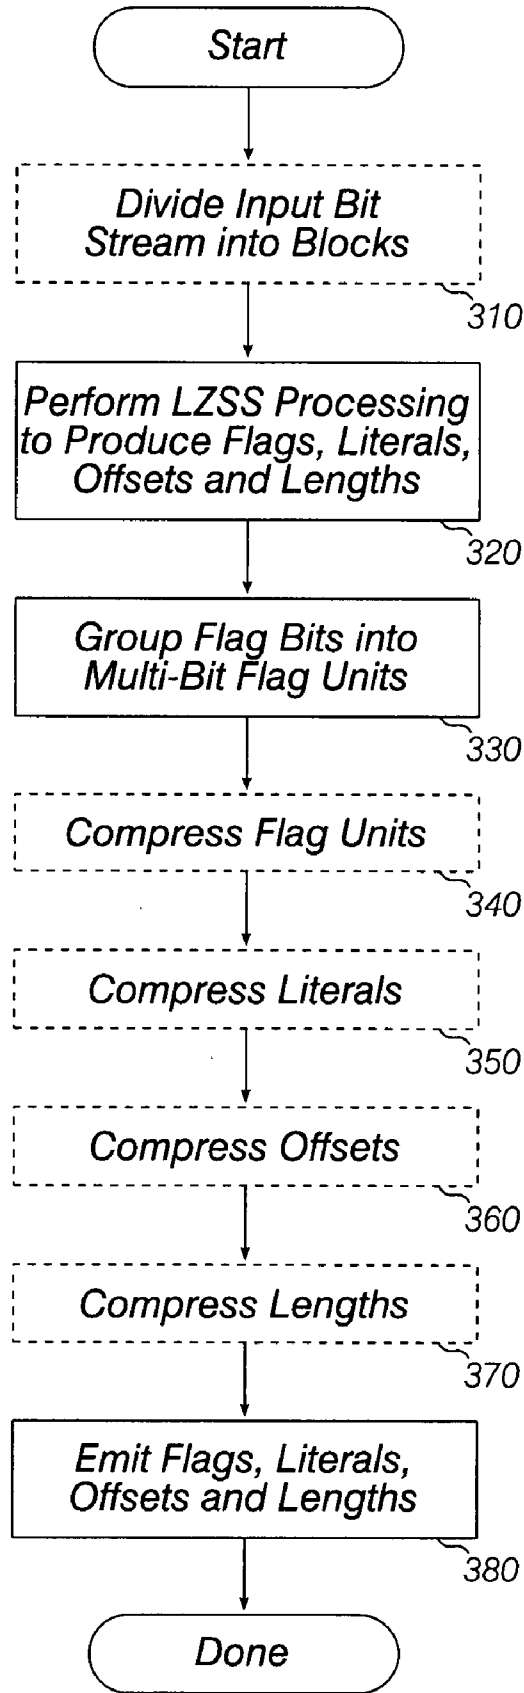 Start
Divide Input Bit
Stream into Blocks
310
Perform LZSS Processing
to Produce Flags, Literals,
Offsets and Lengths
320
Group Flag Bits into
Multi-Bit Flag Units
330
Compress Flag Units
340
Compress Literals
350
Compress Offsets
360
Compress Lengths
370
Emit Flags, Literals,
Offsets and Lengths
380
Done